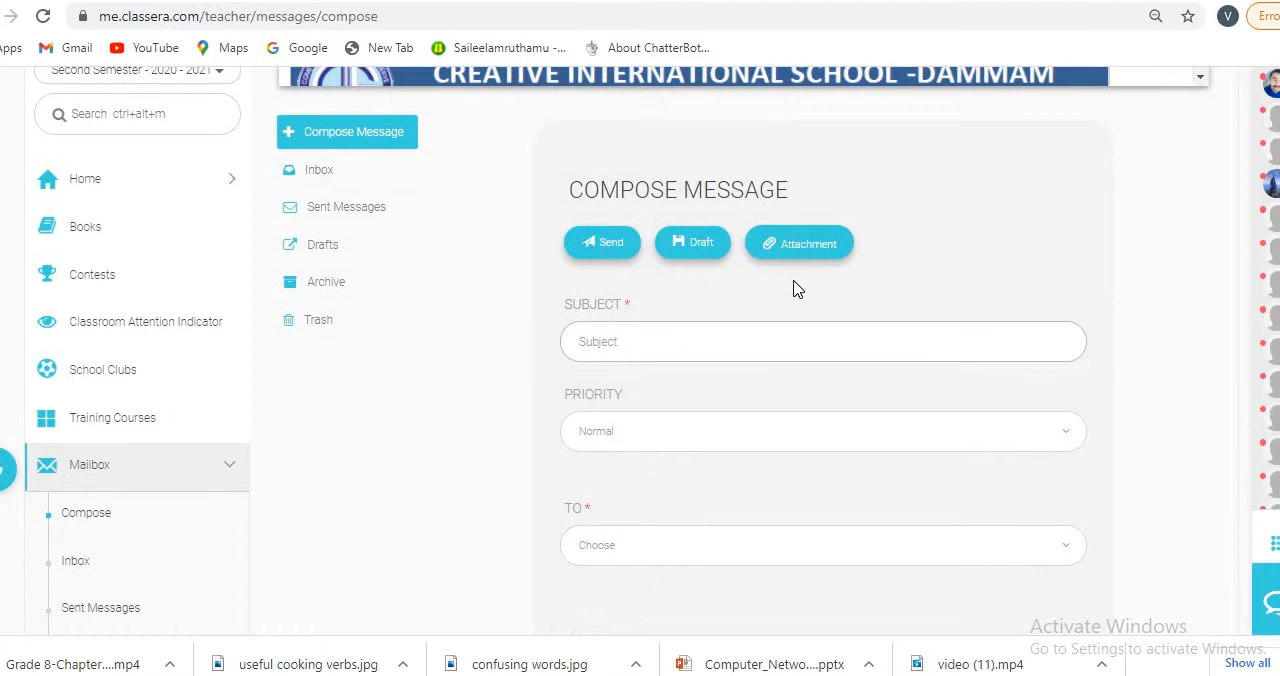 me.classera.com/teacher/messages/compose
V
Erro
Apps
Gmail
YouTube
Maps
Google
New Tab
Saileelamruthamu -...
About ChatterBot...
Second Semester - 2020 - 2021
CREATIVE INTERNATIONAL SCHOOL -DAMMAM
Search ctrl+alt+m
Home
Books
Contests
Classroom Attention Indicator
School Clubs
Training Courses
Mailbox
Compose
Inbox
Sent Messages
Compose Message
Inbox
Sent Messages
Drafts
Archive
Trash
COMPOSE MESSAGE
Send
Draft
Attachment
SUBJECT *
Subject
PRIORITY
Normal
TO *
Choose
Activate Windows
Go to Settings to activate Windows.
Grade 8-Chapter....mp4
useful cooking verbs.jpg
confusing words.jpg
Computer_Netwo....pptx
video (11).mp4
Show all